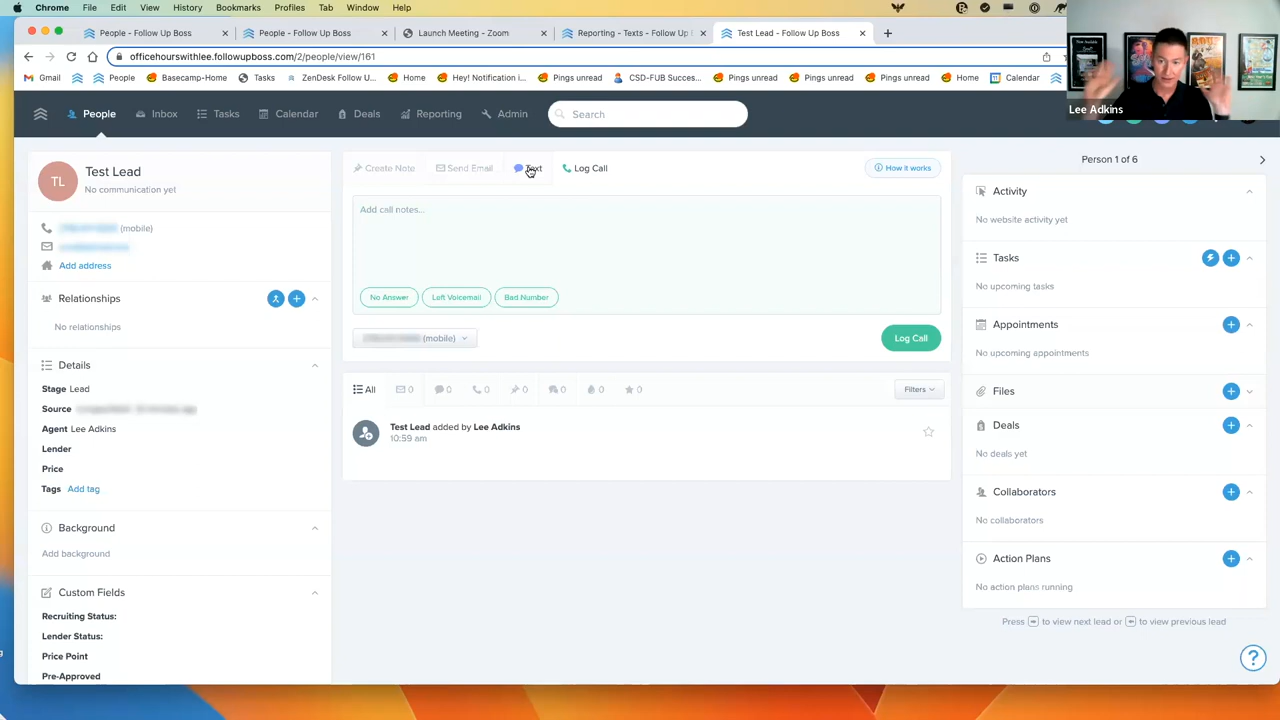 Chrome File Edit View History Bookmarks Profiles Tab Window Help
People - Follow Up Boss
People - Follow Up Boss
Launch Meeting - Zoom
Reporting - Texts - Follow Up
Test Lead - Follow Up Boss
officehourswithlee.followupboss.com/2/people/view/161
Gmail People Basecamp-Home Tasks ZenDesk Follow U... Home Hey! Notification i... Pings unread CSD-FUB Succes... Pings unread Pings unread Pings unread Home Calendar
Lee Adkins
People Inbox Tasks Calendar Deals Reporting Admin Search
Test Lead
TL
No communication yet
(mobile)
Add address
Relationships
No relationships
Details
Stage Lead
Source
Agent Lee Adkins
Lender
Price
Tags Add tag
Background
Add background
Custom Fields
Recruiting Status:
Lender Status:
Price Point
Pre-Approved
Create Note Send Email Text Log Call How it works
Add call notes...
No Answer Left Voicemail Bad Number
(mobile) Log Call
All 0 0 0 0 0 0 0 Filters
Test Lead added by Lee Adkins
10:59 am
Person 1 of 6
Activity
No website activity yet
Tasks
No upcoming tasks
Appointments
No upcoming appointments
Files
Deals
No deals yet
Collaborators
No collaborators
Action Plans
No action plans running
Press to view next lead or to view previous lead
?